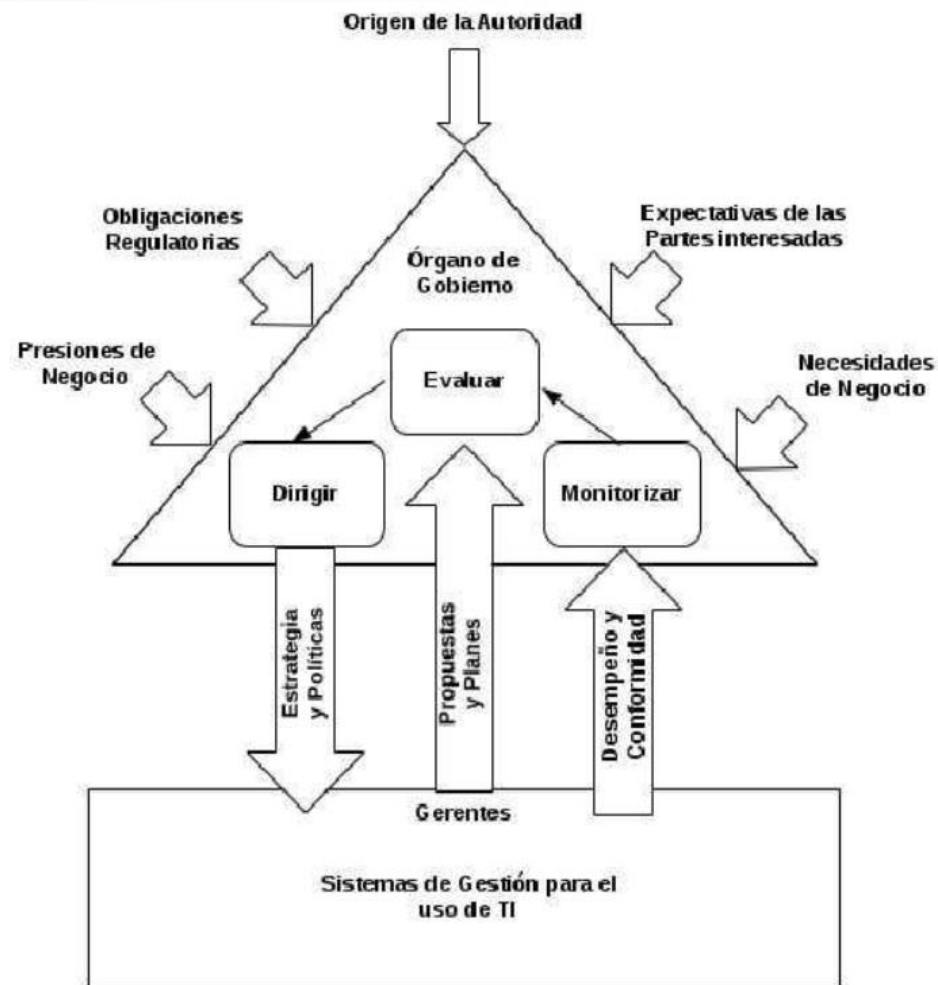 Origen de la Autoridad
Obligaciones
Regulatorias
Expectativas de las
Partes interesadas
Órgano de
Gobierno
Presiones de
Negocio
Necesidades
de Negocio
Evaluar
Dirigir
Monitorizar
Estrategia
y Políticas
Propuestas
y Planes
Desempeño y
Conformidad
Gerentes
Sistemas de Gestión para el
uso de TI